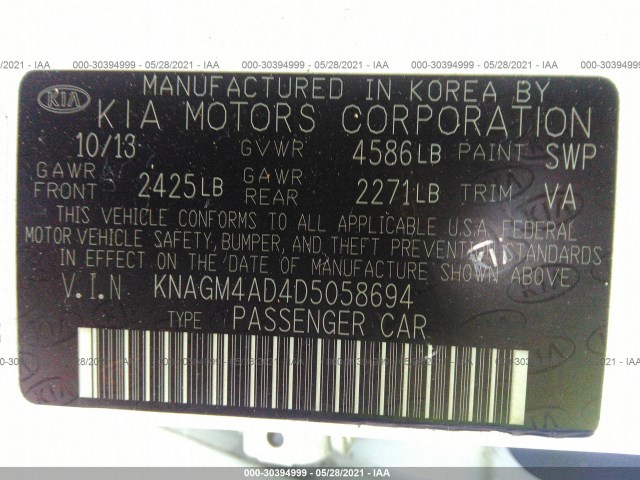 000-30394999 - 05/28/2021 - IAA
MANUFACTURED IN KOREA BY
KIA
KIA MOTORS CORPORATION
10/13 GVWR 4586LB PAINT SWP
GAWR FRONT 2425LB GAWR REAR 2271LB TRIM VA
THIS VEHICLE CONFORMS TO ALL APPLICABLE U.S.A. FEDERAL
MOTOR VEHICLE SAFETY, BUMPER, AND THEFT PREVENTION STANDARDS
IN EFFECT ON THE DATE OF MANUFACTURE SHOWN ABOVE
V.I.N KNAGM4AD4D5058694
TYPE PASSENGER CAR
000-30394999 - 05/28/2021 - IAA